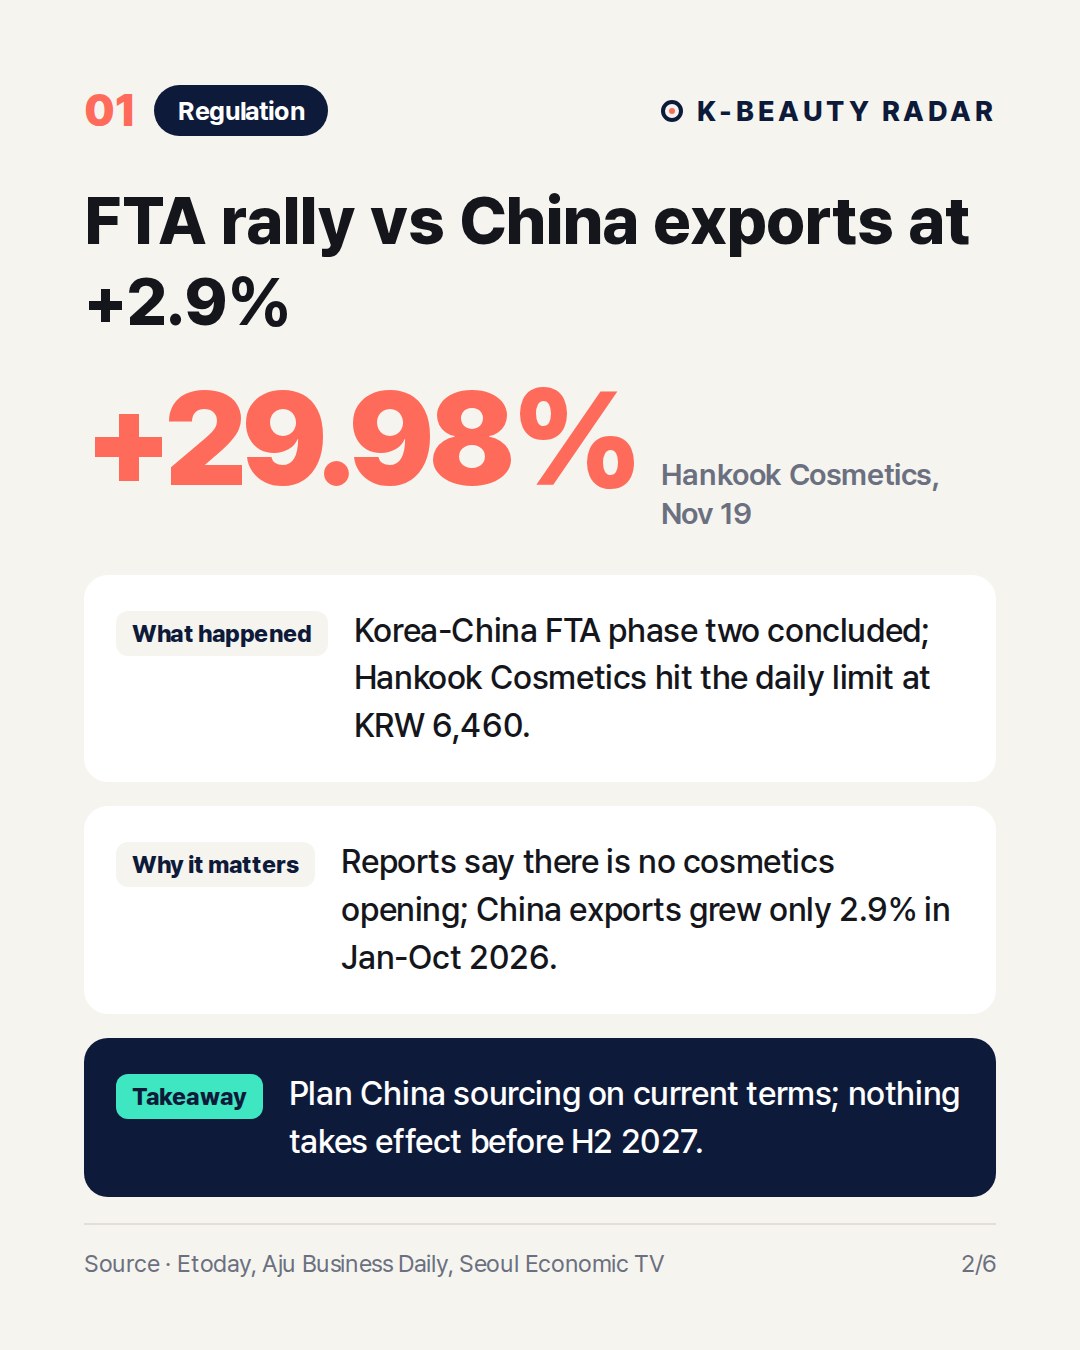 01 Regulation
K-BEAUTY RADAR
FTA rally vs China exports at
+2.9%
+29.98%
Hankook Cosmetics,
Nov 19
What happened
Korea-China FTA phase two concluded;
Hankook Cosmetics hit the daily limit at
KRW 6,460.
Why it matters
Reports say there is no cosmetics
opening; China exports grew only 2.9% in
Jan-Oct 2026.
Takeaway
Plan China sourcing on current terms; nothing
takes effect before H2 2027.
Source · Etoday, Aju Business Daily, Seoul Economic TV
2/6